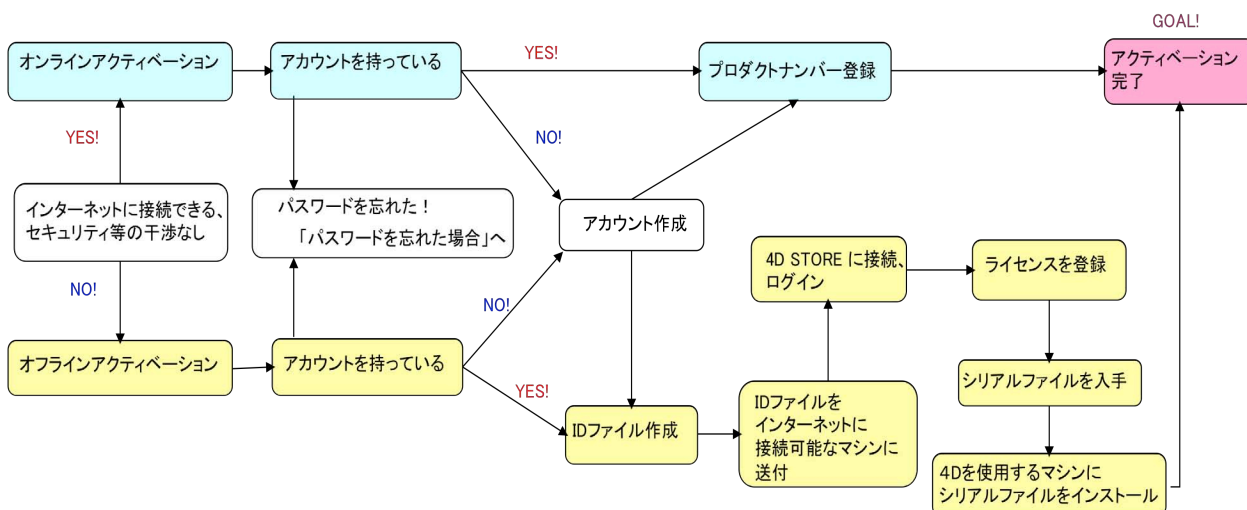 GOAL!
オンラインアクティベーション
アカウントを持っている
YES!
プロダクトナンバー登録
アクティベーション
完了
YES!
NO!
インターネットに接続できる、
セキュリティ等の干渉なし
パスワードを忘れた！
「パスワードを忘れた場合」へ
アカウント作成
4D STORE に接続、
ログイン
ライセンスを登録
NO!
NO!
オフラインアクティベーション
アカウントを持っている
YES!
シリアルファイルを入手
IDファイル作成
IDファイルを
インターネットに
接続可能なマシンに
送付
4Dを使用するマシンに
シリアルファイルをインストール